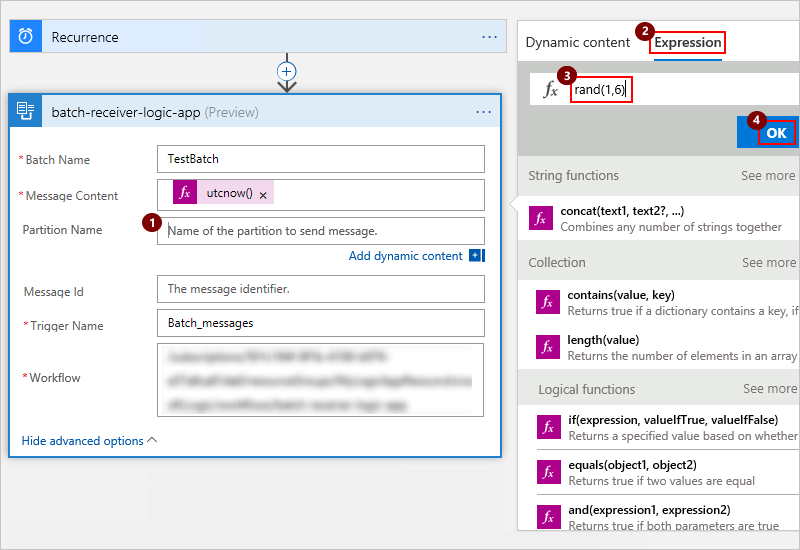 Recurrence
...
batch-receiver-logic-app (Preview)
...
*Batch Name
TestBatch
*Message Content
fx utcnow() ×
1
Partition Name
Name of the partition to send message.
Add dynamic content
Message Id
The message identifier.
*Trigger Name
Batch_messages
*Workflow
Hide advanced options
2
Dynamic content
Expression
3
fx rand(1,6)
4
OK
String functions
See more
fx concat(text1, text2?, ...)
Combines any number of strings together
Collection
See more
fx contains(value, key)
Returns true if a dictionary contains a key, if
fx length(value)
Returns the number of elements in an array
Logical functions
See more
fx if(expression, valueIfTrue, valueIfFalse)
Returns a specified value based on whether
fx equals(object1, object2)
Returns true if two values are equal
fx and(expression1, expression2)
Returns true if both parameters are true